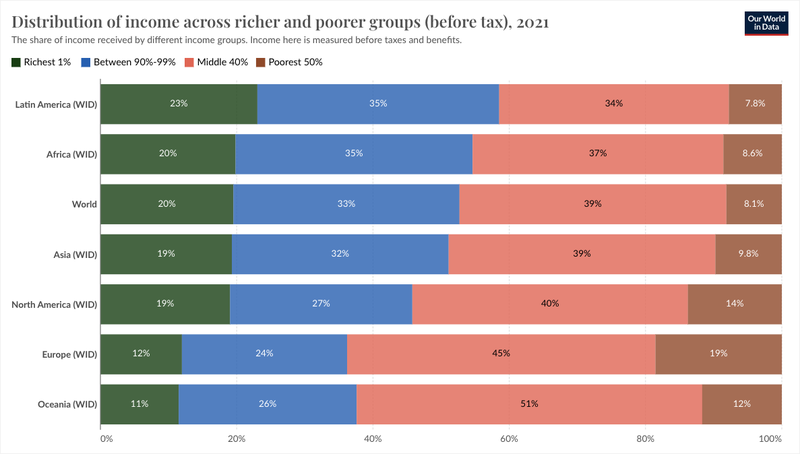 Distribution of income across richer and poorer groups (before tax), 2021
The share of income received by different income groups. Income here is measured before taxes and benefits.
Our World
in Data
Richest 1% Between 90%-99% Middle 40% Poorest 50%
Latin America (WID) 23% 35% 34% 7.8%
Africa (WID) 20% 35% 37% 8.6%
World 20% 33% 39% 8.1%
Asia (WID) 19% 32% 39% 9.8%
North America (WID) 19% 27% 40% 14%
Europe (WID) 12% 24% 45% 19%
Oceania (WID) 11% 26% 51% 12%
0% 20% 40% 60% 80% 100%